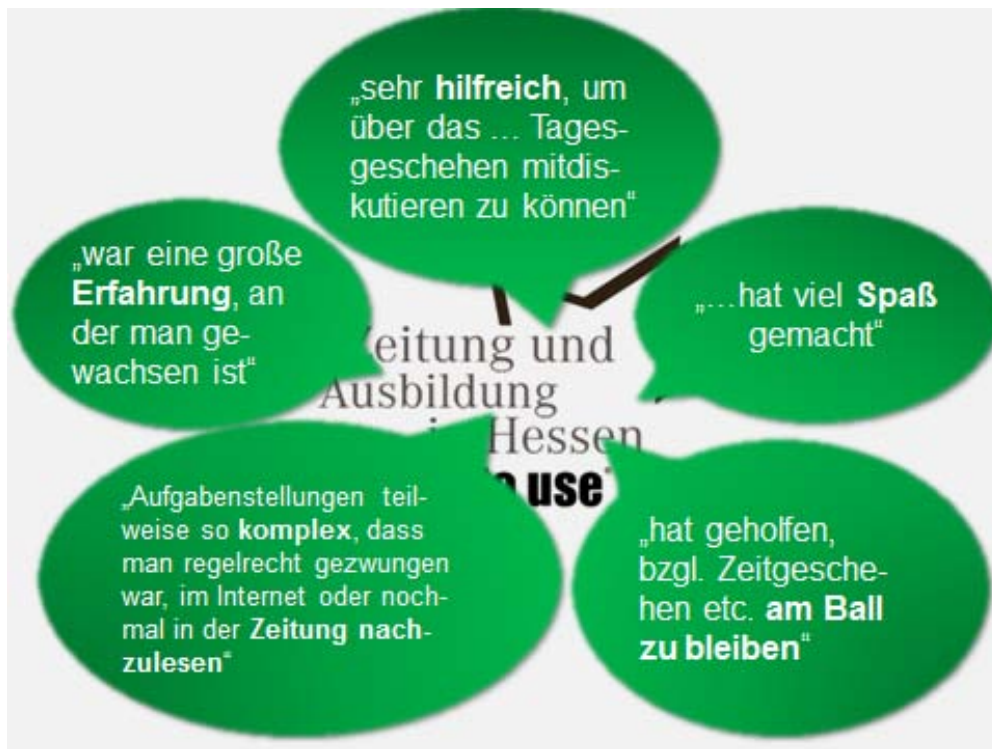 „sehr hilfreich, um
über das ... Tages-
geschehen mitdis-
kutieren zu können“
„war eine große
Erfahrung, an
der man ge-
wachsen ist“
„...hat viel Spaß
gemacht“
und
Ausbildung
Hessen
use
„Aufgabenstellungen teil-
weise so komplex, dass
man regelrecht gezwungen
war, im Internet oder noch-
mal in der Zeitung nach-
zulesen“
„hat geholfen,
bzgl. Zeitgesche-
hen etc. am Ball
zu bleiben“